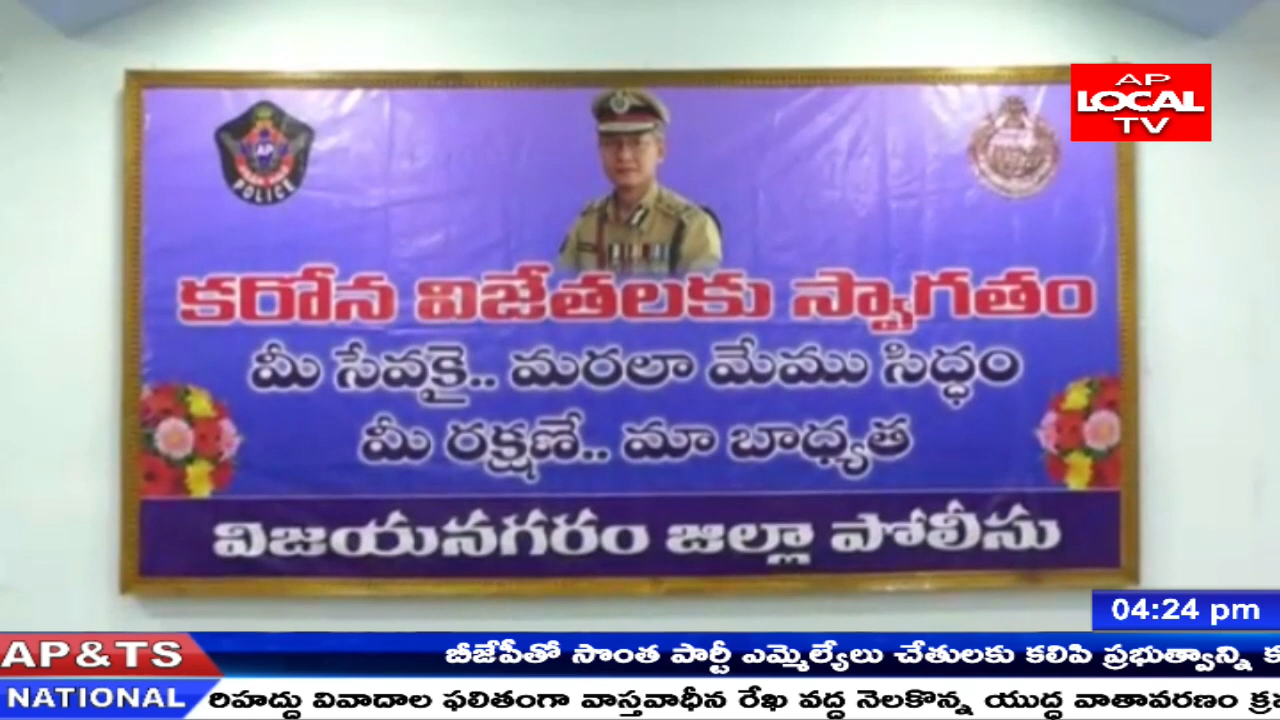 AP
LOCAL
TV
AP
POLICE
కరోన విజేతలకు స్వాగతం
మీ సేవకై.. మరలా మేము సిద్ధం
మీ రక్షణే.. మా బాధ్యత
విజయనగరం జిల్లా పోలీసు
04:24 pm
AP&TS
బీజేపీతో సొంత పార్టీ ఎమ్మెల్యేలు చేతులకు కలిపి ప్రభుత్వాన్ని
NATIONAL
రిహద్దు వివాదాల ఫలితంగా వాస్తవాధీన రేఖ వద్ద నెలకొన్న యుద్ధ వాతావరణం